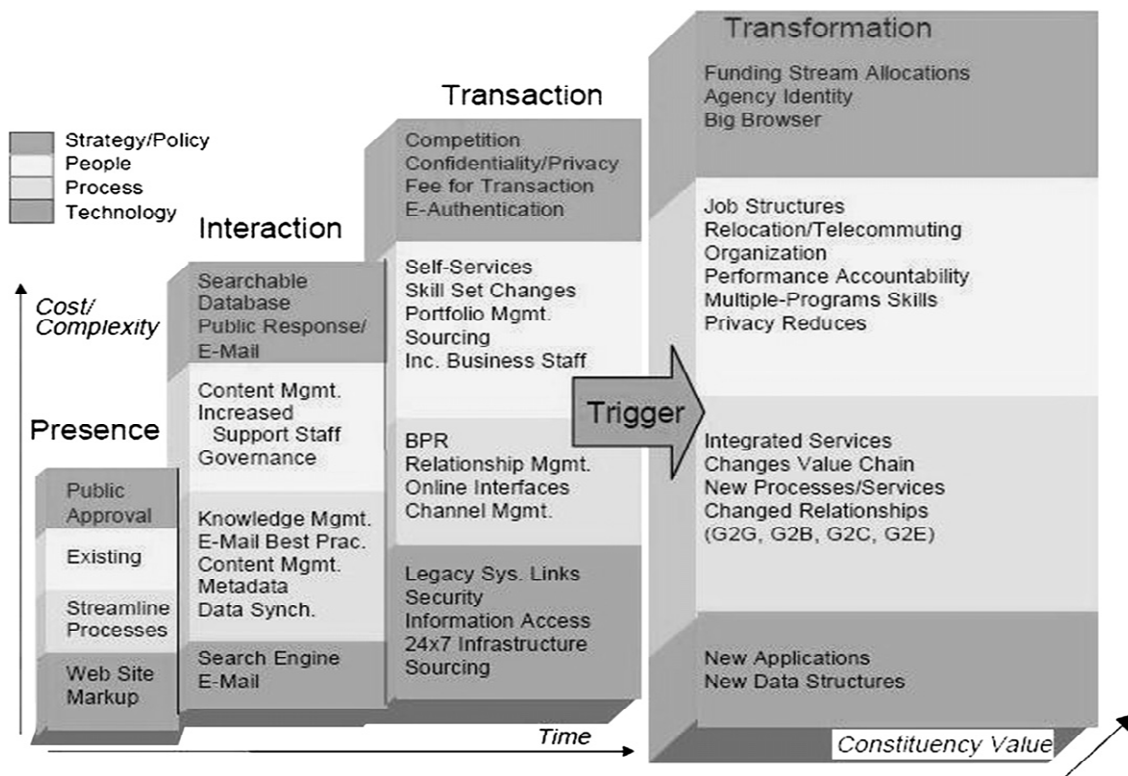 Transformation
Funding Stream Allocations
Agency Identity
Big Browser
Job Structures
Relocation/Telecommuting
Organization
Performance Accountability
Multiple-Programs Skills
Privacy Reduces
Integrated Services
Changes Value Chain
New Processes/Services
Changed Relationships
(G2G, G2B, G2C, G2E)
New Applications
New Data Structures
Constituency Value
Transaction
Competition
Confidentiality/Privacy
Fee for Transaction
E-Authentication
Self-Services
Skill Set Changes
Portfolio Mgmt.
Sourcing
Inc. Business Staff
Trigger
BPR
Relationship Mgmt.
Online Interfaces
Channel Mgmt.
Legacy Sys. Links
Security
Information Access
24x7 Infrastructure
Sourcing
Strategy/Policy
People
Process
Technology
Interaction
Searchable
Database
Public Response/
E-Mail
Content Mgmt.
Increased
Support Staff
Governance
Knowledge Mgmt.
E-Mail Best Prac.
Content Mgmt.
Metadata
Data Synch.
Search Engine
E-Mail
Cost/
Complexity
Presence
Public
Approval
Existing
Streamline
Processes
Web Site
Markup
Time